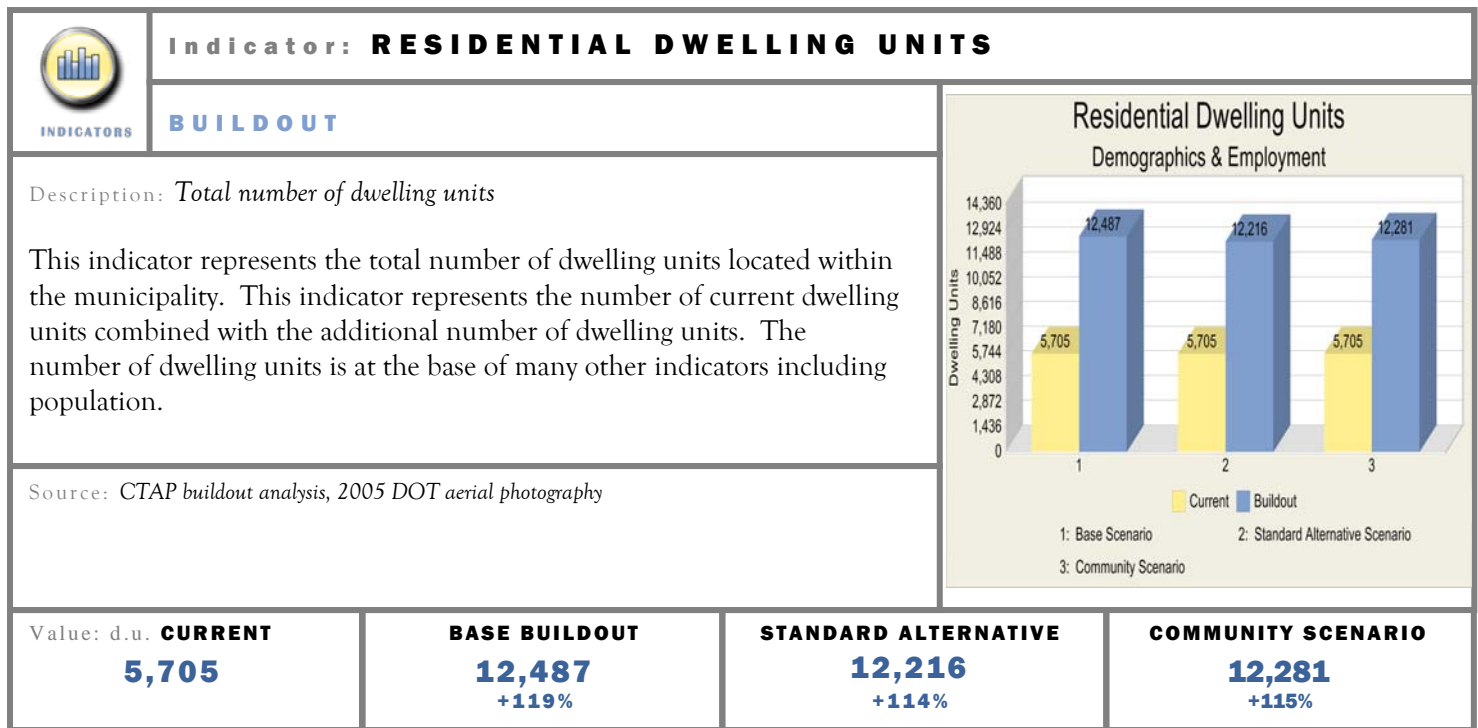 Indicator: RESIDENTIAL DWELLING UNITS
INDICATORS
BUILDOUT
Description: Total number of dwelling units
This indicator represents the total number of dwelling units located within
the municipality. This indicator represents the number of current dwelling
units combined with the additional number of dwelling units. The
number of dwelling units is at the base of many other indicators including
population.
Source: CTAP buildout analysis, 2005 DOT aerial photography
Residential Dwelling Units
Demographics & Employment
Dwelling Units
14,360
12,924
11,488
10,052
8,616
7,180
5,744
4,308
2,872
1,436
0
5,705
12,487
5,705
12,216
5,705
12,281
1
2
3
Current Buildout
1: Base Scenario 2: Standard Alternative Scenario
3: Community Scenario
Value: d.u. CURRENT
5,705
BASE BUILDOUT
12,487
+119%
STANDARD ALTERNATIVE
12,216
+114%
COMMUNITY SCENARIO
12,281
+115%